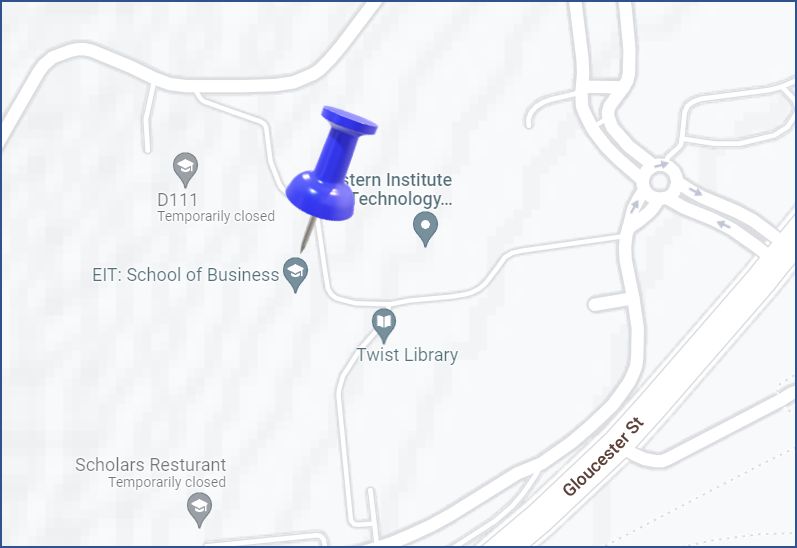 stern Institute
Technology...
D111
Temporarily closed
EIT: School of Business
Twist Library
Gloucester St
Scholars Resturant
Temporarily closed